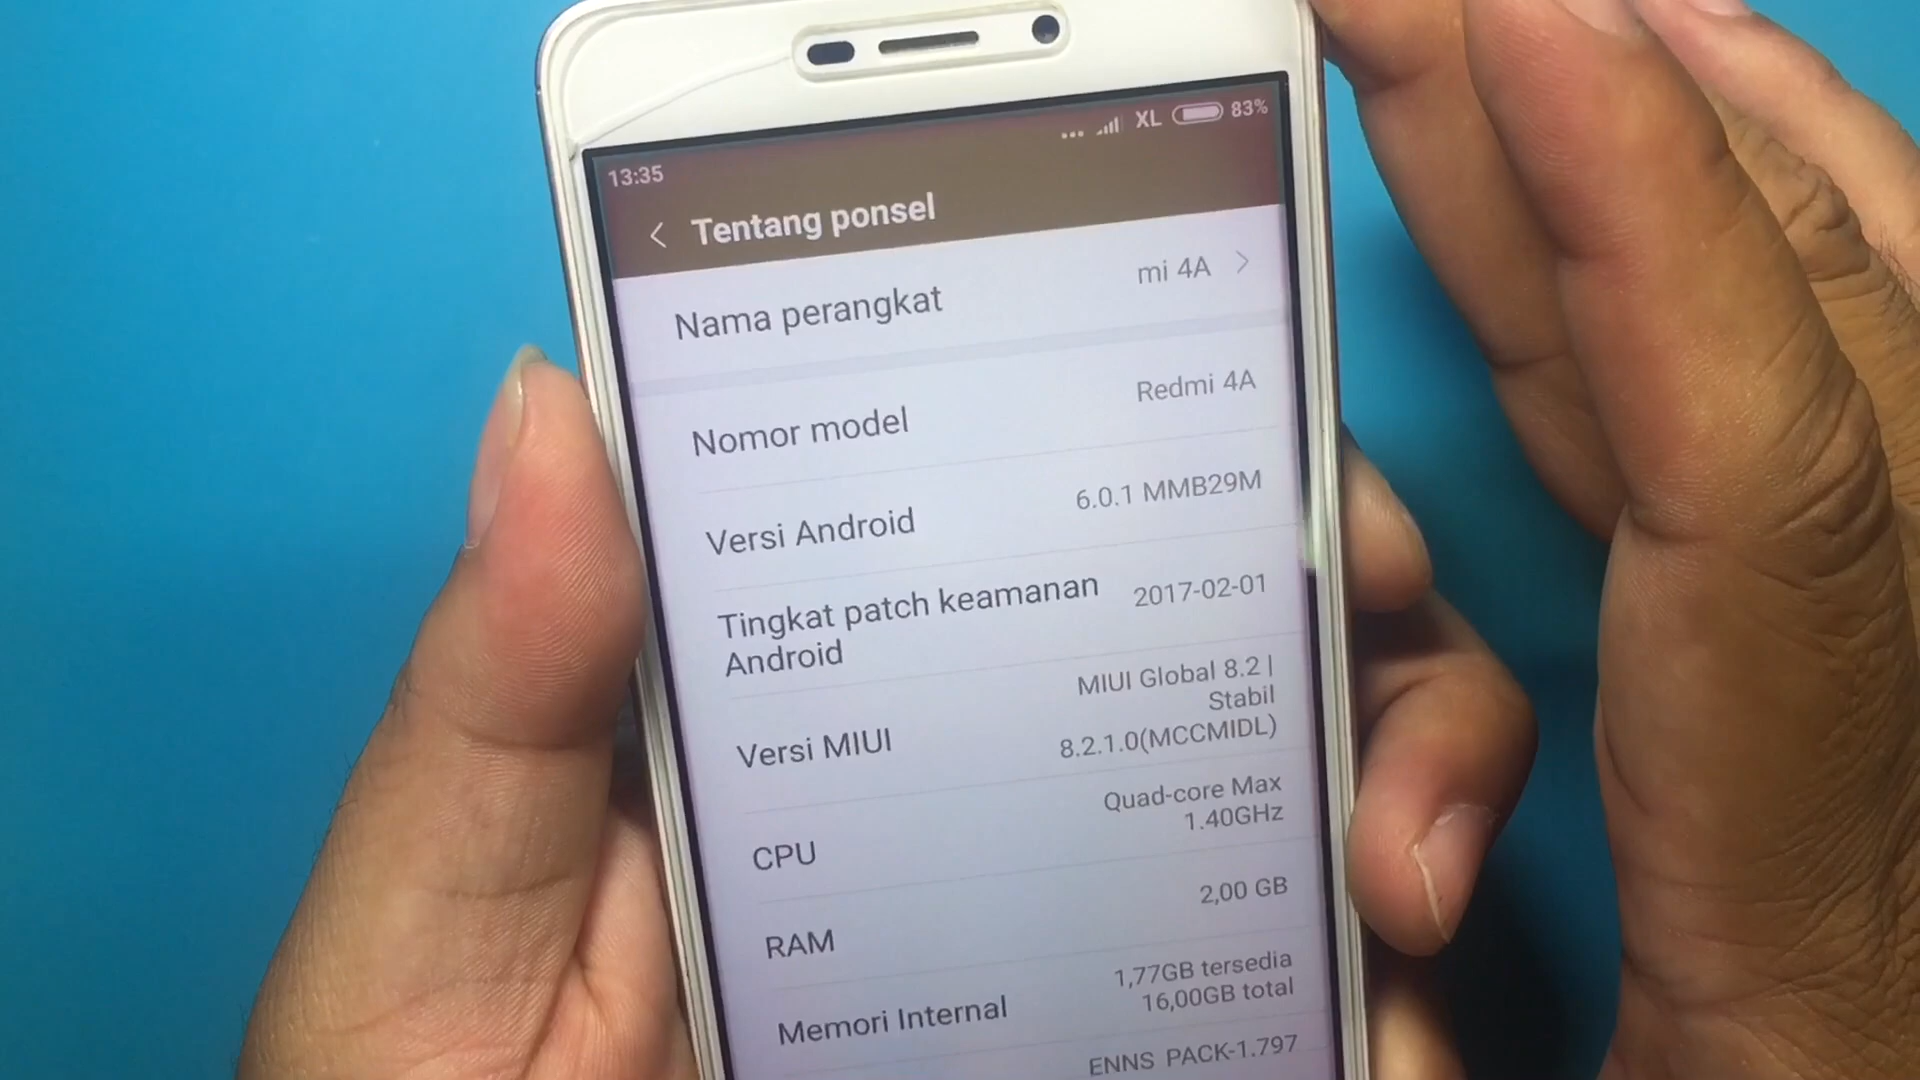 13:35
... XL 83%
Tentang ponsel
Nama perangkat
mi 4A
Nomor model
Redmi 4A
Versi Android
6.0.1 MMB29M
Tingkat patch keamanan
Android
2017-02-01
Versi MIUI
MIUI Global 8.2 |
Stabil
8.2.1.0(MCCMIDL)
CPU
Quad-core Max
1.40GHz
RAM
2,00 GB
Memori Internal
1,77GB tersedia
16,00GB total
ENNS PACK-1.797